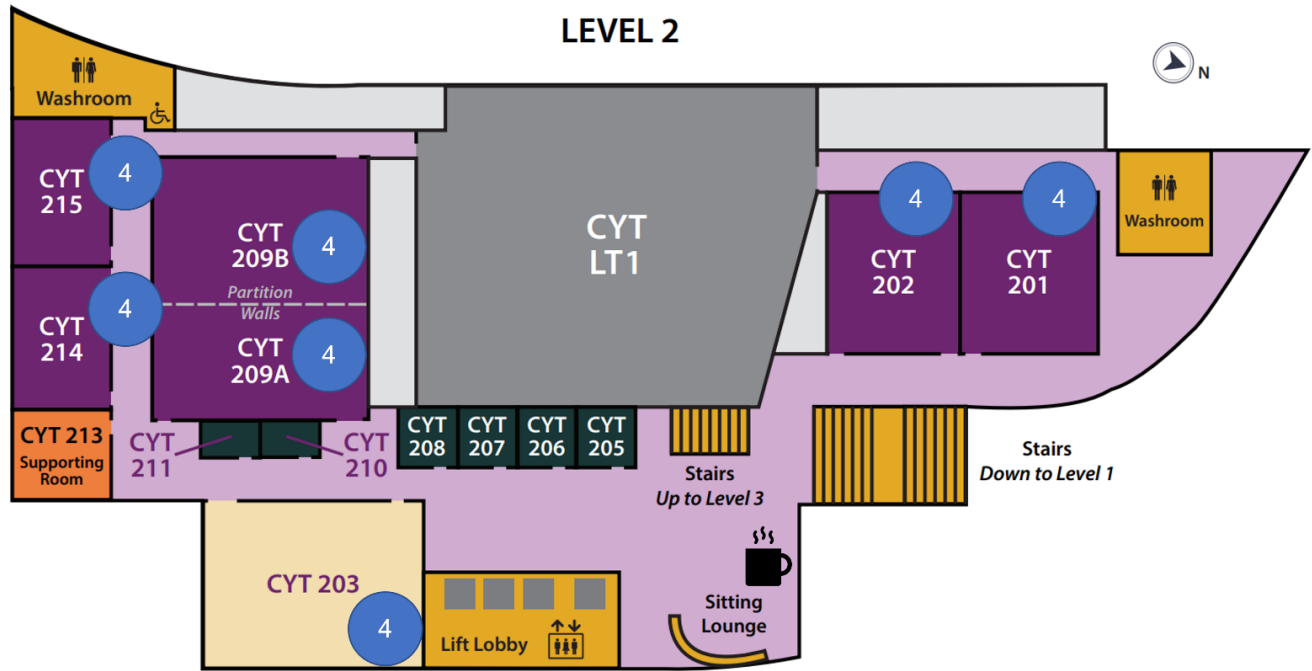 LEVEL 2
N
Washroom
CYT
215
4
CYT
209B
4
Partition
Walls
CYT
LT1
4
4
CYT
202
CYT
201
Washroom
CYT
214
4
CYT
209A
4
CYT 213
Supporting
Room
CYT
211
CYT
210
CYT
208
CYT
207
CYT
206
CYT
205
Stairs
Up to Level 3
Stairs
Down to Level 1
CYT 203
4
Lift Lobby
Sitting
Lounge